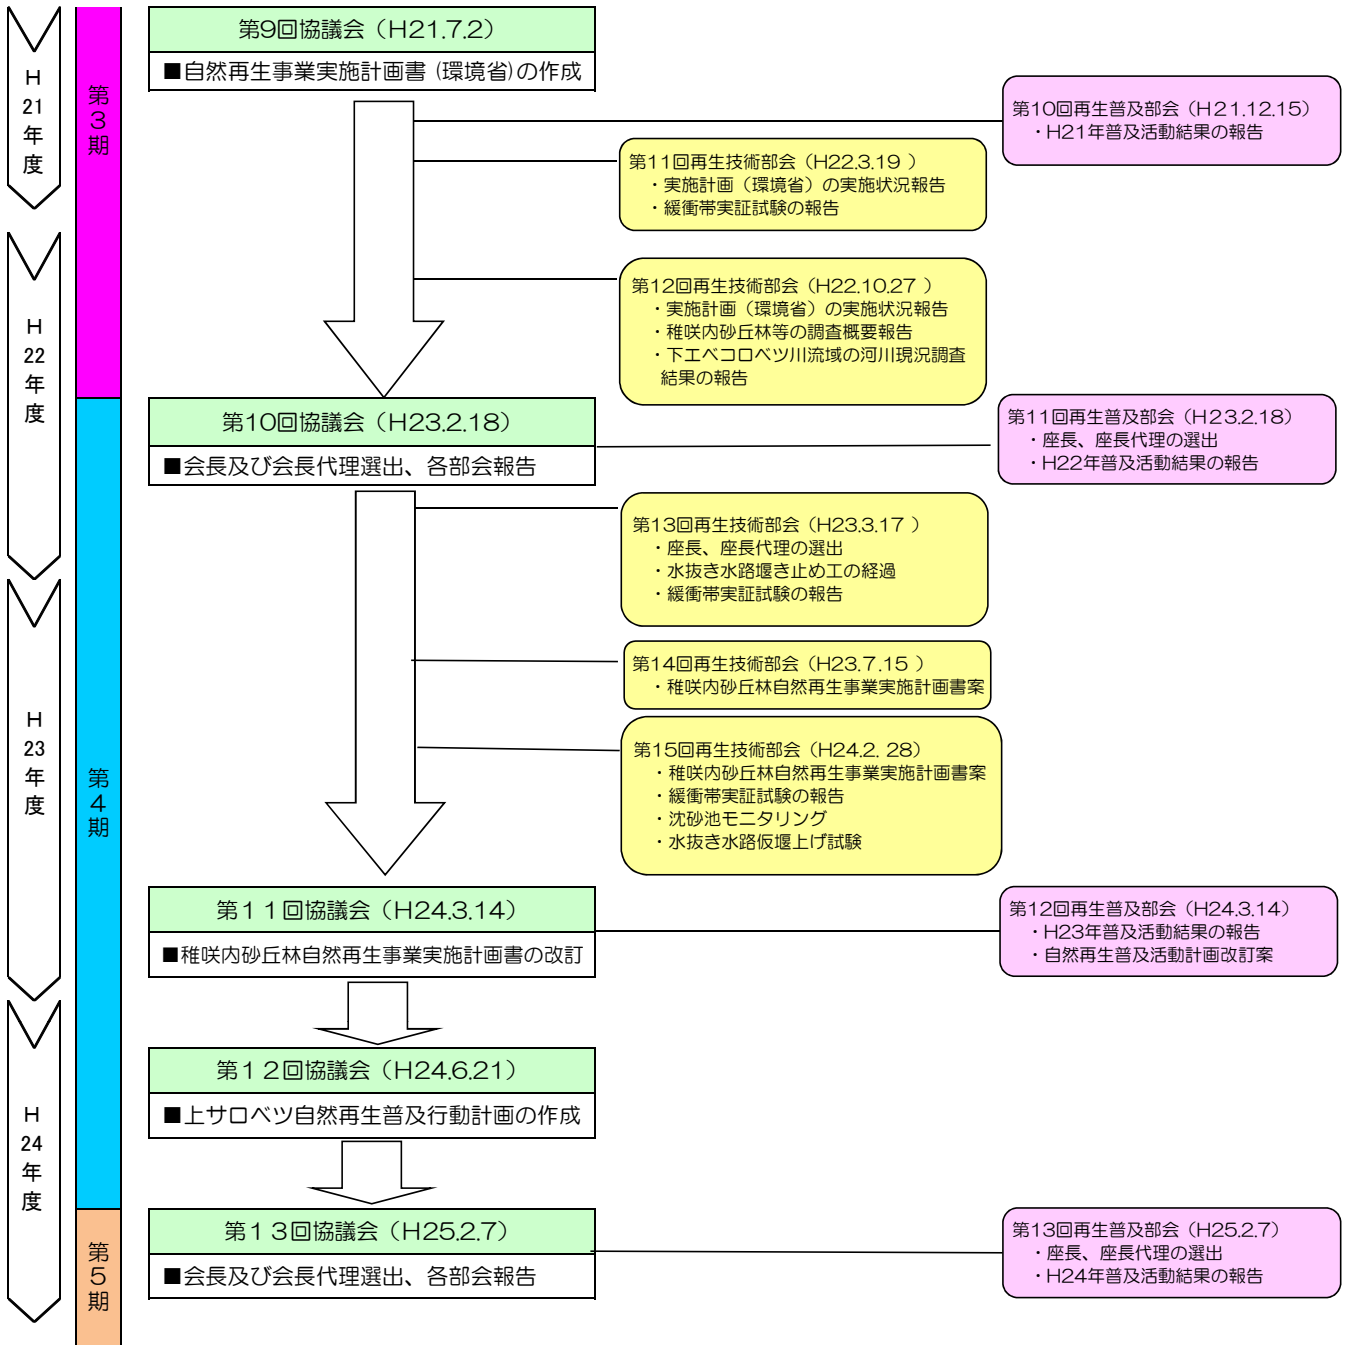 H
21
年
度
第
3
期
第9回協議会（H21.7.2）
■自然再生事業実施計画書 (環境省)の作成
第10回再生普及部会（H21.12.15）
・H21年普及活動結果の報告
第11回再生技術部会（H22.3.19 ）
・実施計画（環境省）の実施状況報告
・緩衝帯実証試験の報告
H
22
年
度
第12回再生技術部会（H22.10.27 ）
・実施計画（環境省）の実施状況報告
・稚咲内砂丘林等の調査概要報告
・下エベコロベツ川流域の河川現況調査
結果の報告
第10回協議会（H23.2.18）
■会長及び会長代理選出、各部会報告
第11回再生普及部会（H23.2.18）
・座長、座長代理の選出
・H22年普及活動結果の報告
第13回再生技術部会（H23.3.17 ）
・座長、座長代理の選出
・水抜き水路堰き止め工の経過
・緩衝帯実証試験の報告
第14回再生技術部会（H23.7.15 ）
・稚咲内砂丘林自然再生事業実施計画書案
H
23
年
度
第
4
期
第15回再生技術部会（H24.2. 28）
・稚咲内砂丘林自然再生事業実施計画書案
・緩衝帯実証試験の報告
・沈砂池モニタリング
・水抜き水路仮堰上げ試験
第１１回協議会（H24.3.14）
■稚咲内砂丘林自然再生事業実施計画書の改訂
第12回再生普及部会（H24.3.14）
・H23年普及活動結果の報告
・自然再生普及活動計画改訂案
第１２回協議会（H24.6.21）
■上サロベツ自然再生普及行動計画の作成
H
24
年
度
第
5
期
第１３回協議会（H25.2.7）
■会長及び会長代理選出、各部会報告
第13回再生普及部会（H25.2.7）
・座長、座長代理の選出
・H24年普及活動結果の報告